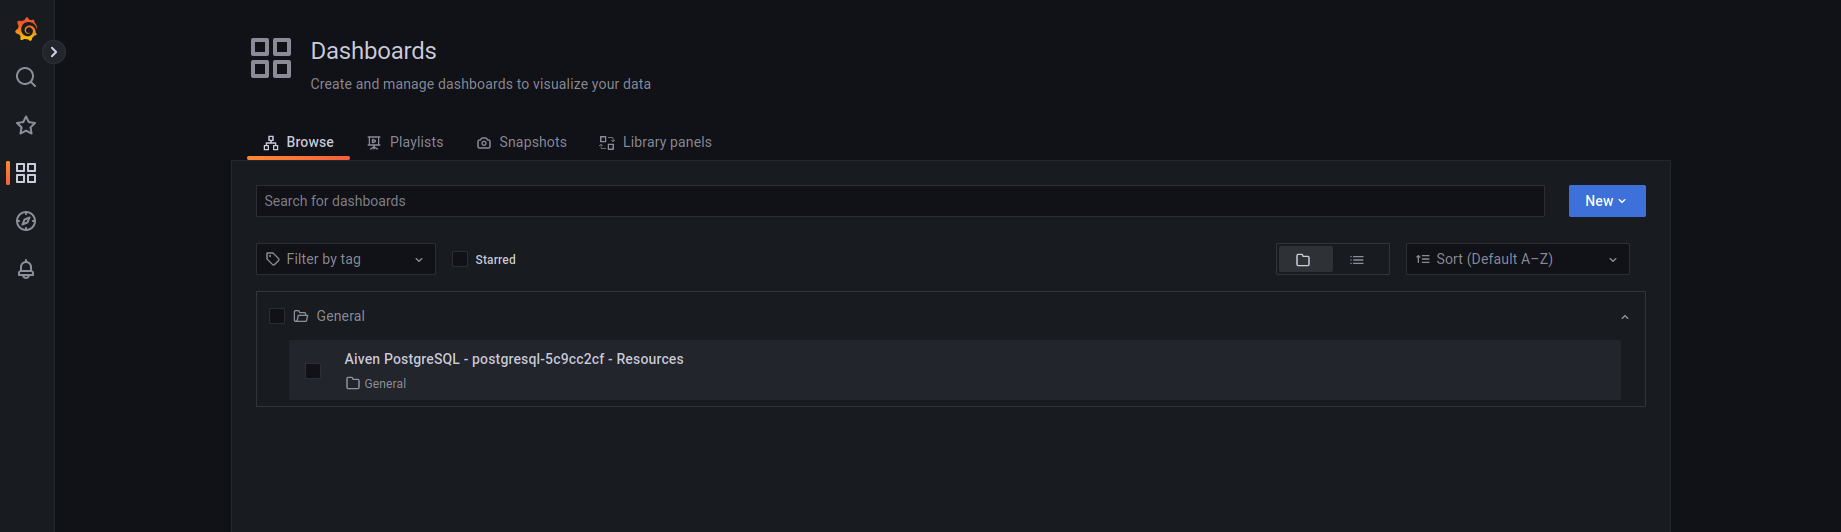 Dashboards
Create and manage dashboards to visualize your data
Browse Playlists Snapshots Library panels
Search for dashboards New
Filter by tag Starred Sort (Default A–Z)
General
Aiven PostgreSQL - postgresql-5c9cc2cf - Resources
General